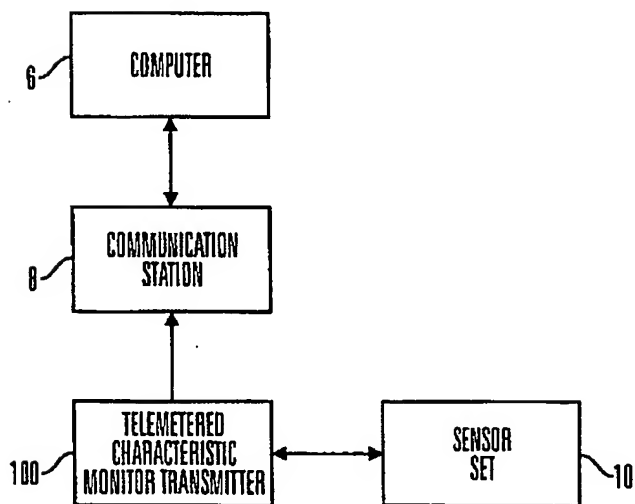 6
COMPUTER
8
COMMUNICATION
STATION
100
TELEMETERED
CHARACTERISTIC
MONITOR TRANSMITTER
SENSOR
SET
10